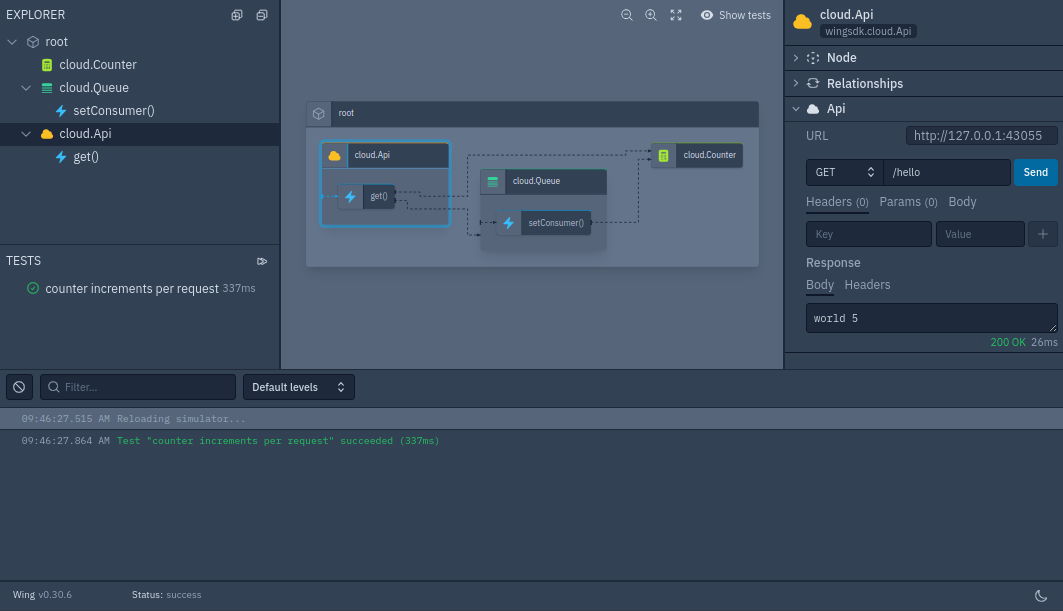 EXPLORER
root
cloud.Counter
cloud.Queue
setConsumer()
cloud.Api
get()
TESTS
counter increments per request 337ms
Show tests
root
cloud.Api
get()
cloud.Queue
setConsumer()
cloud.Counter
cloud.Api
wingsdk.cloud.Api
Node
Relationships
Api
URL http://127.0.0.1:43055
GET /hello Send
Headers (0) Params (0) Body
Key Value
Response
Body Headers
world 5
200 OK 26ms
Filter... Default levels
09:46:27.515 AM Reloading simulator...
09:46:27.864 AM Test "counter increments per request" succeeded (337ms)
Wing v0.30.6 Status: success